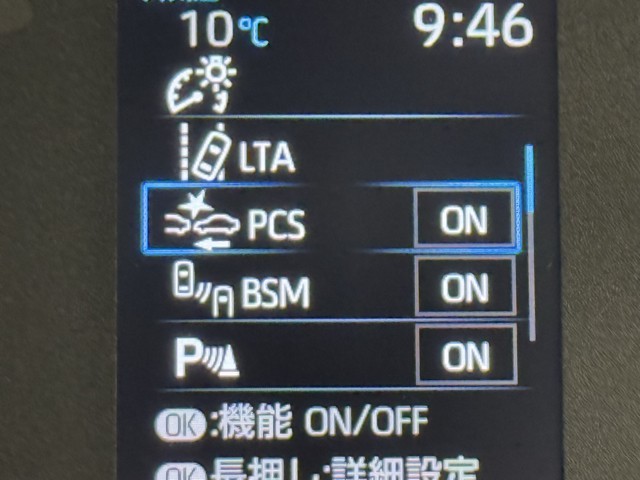 10℃ 9:46
LTA
PCS ON
BSM ON
P ON
OK:機能 ON/OFF
OK長押し:詳細設定